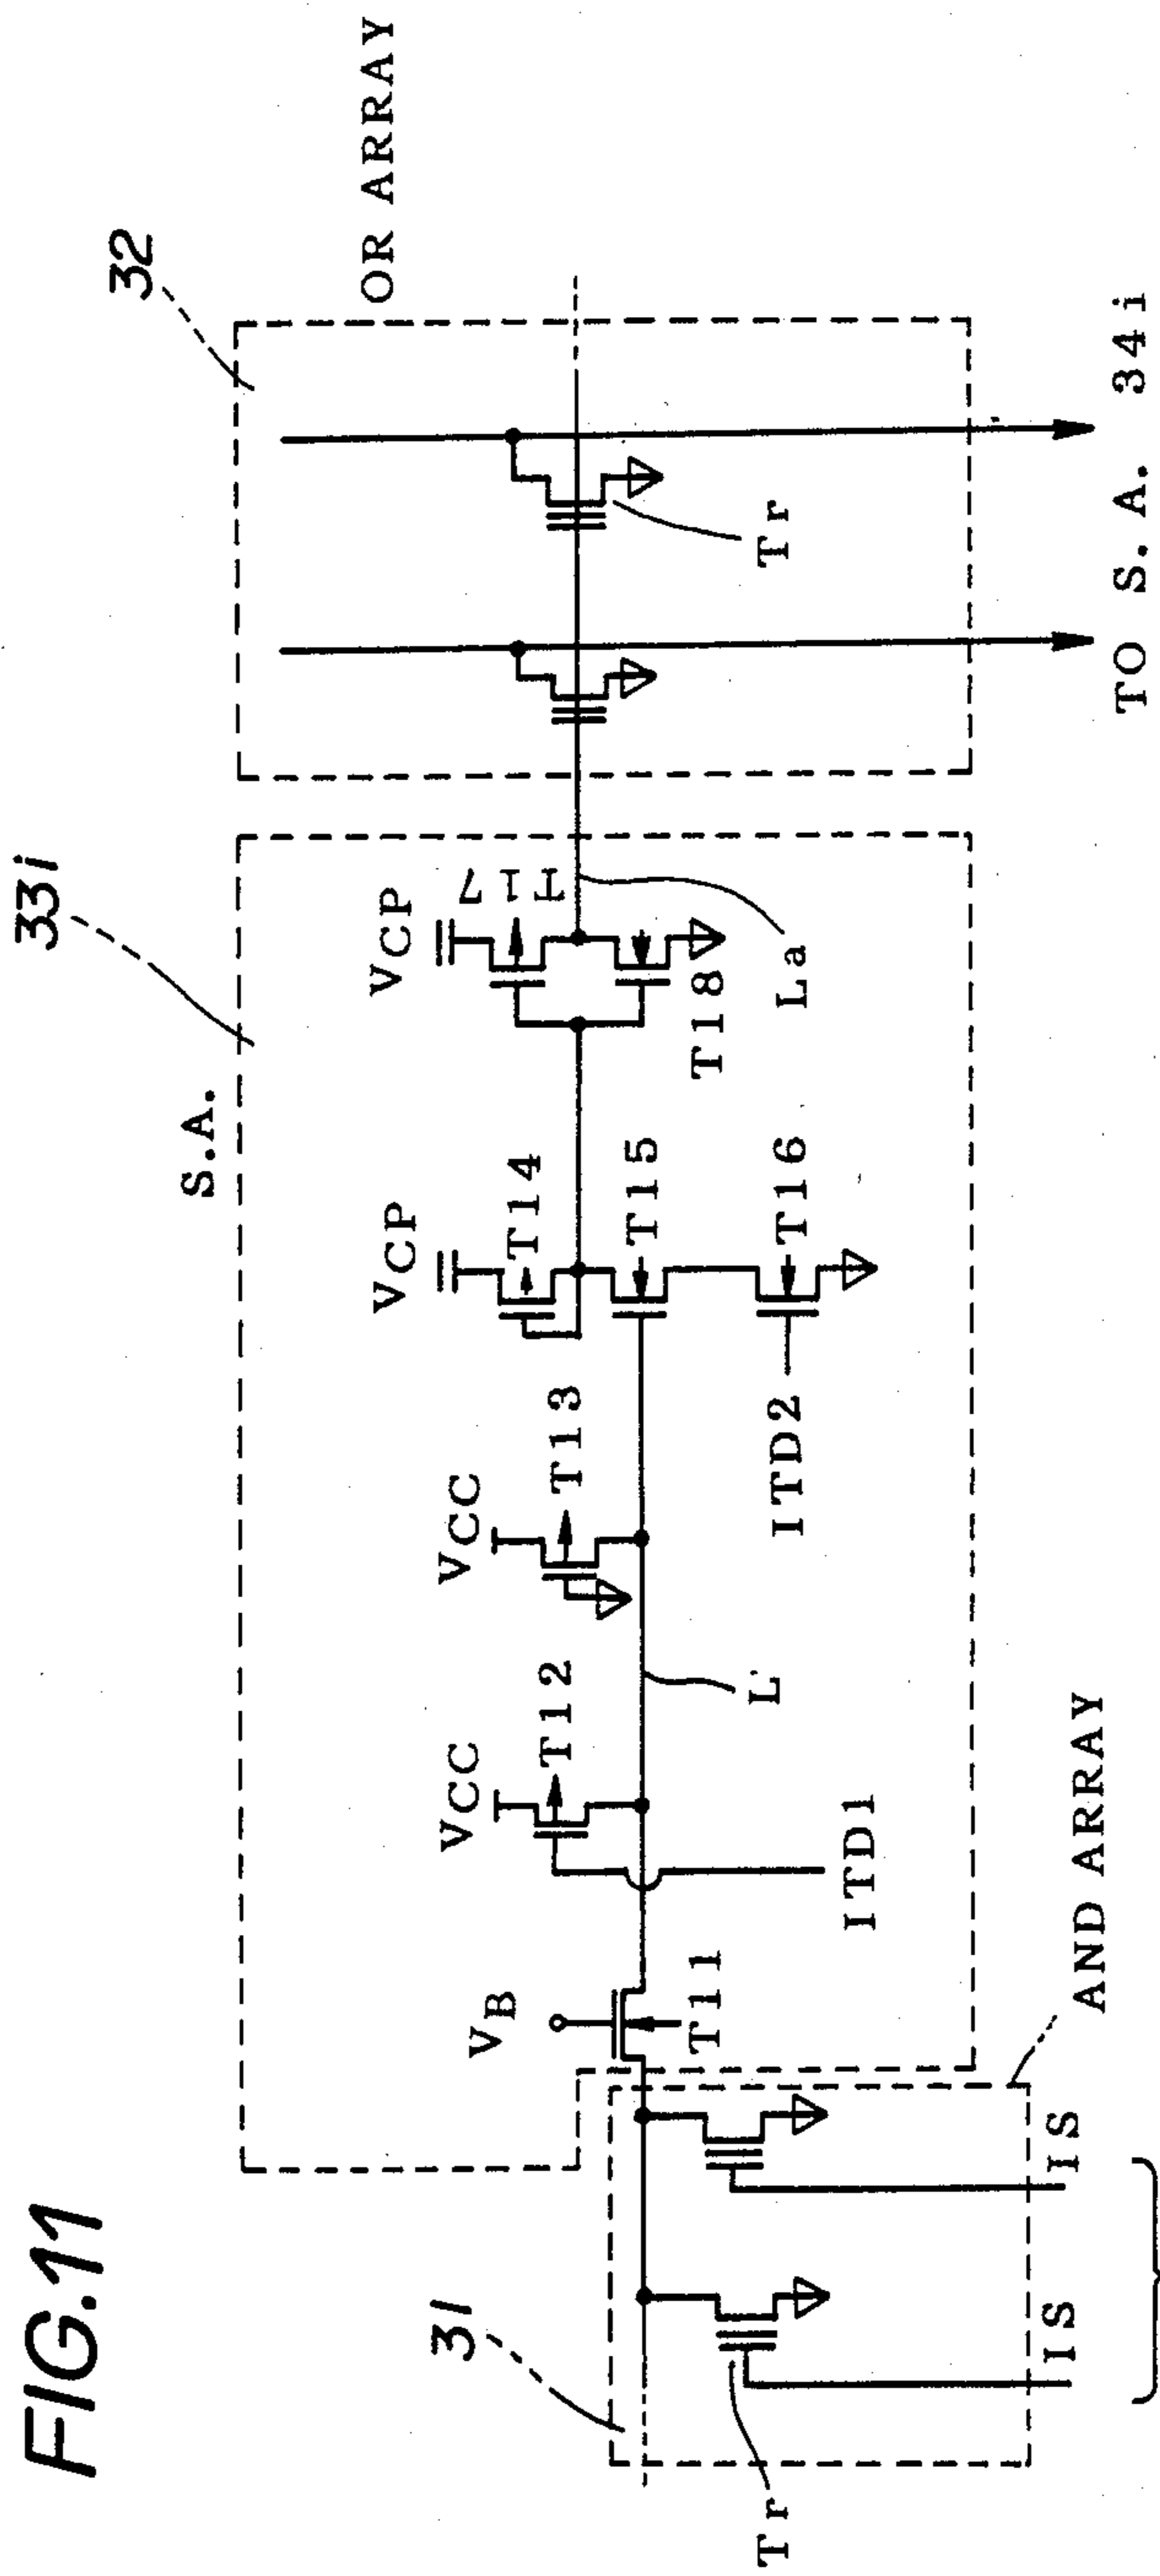 FIG.11
33i
32
S.A.
OR ARRAY
VCP
VCP
T17
VCC
VCC
T14
T13
T12
VB
T15
T18
T11
31
L
La
T16
Tr
ITD2
ITD1
Tr
AND ARRAY
IS
IS
TO S. A. 34i